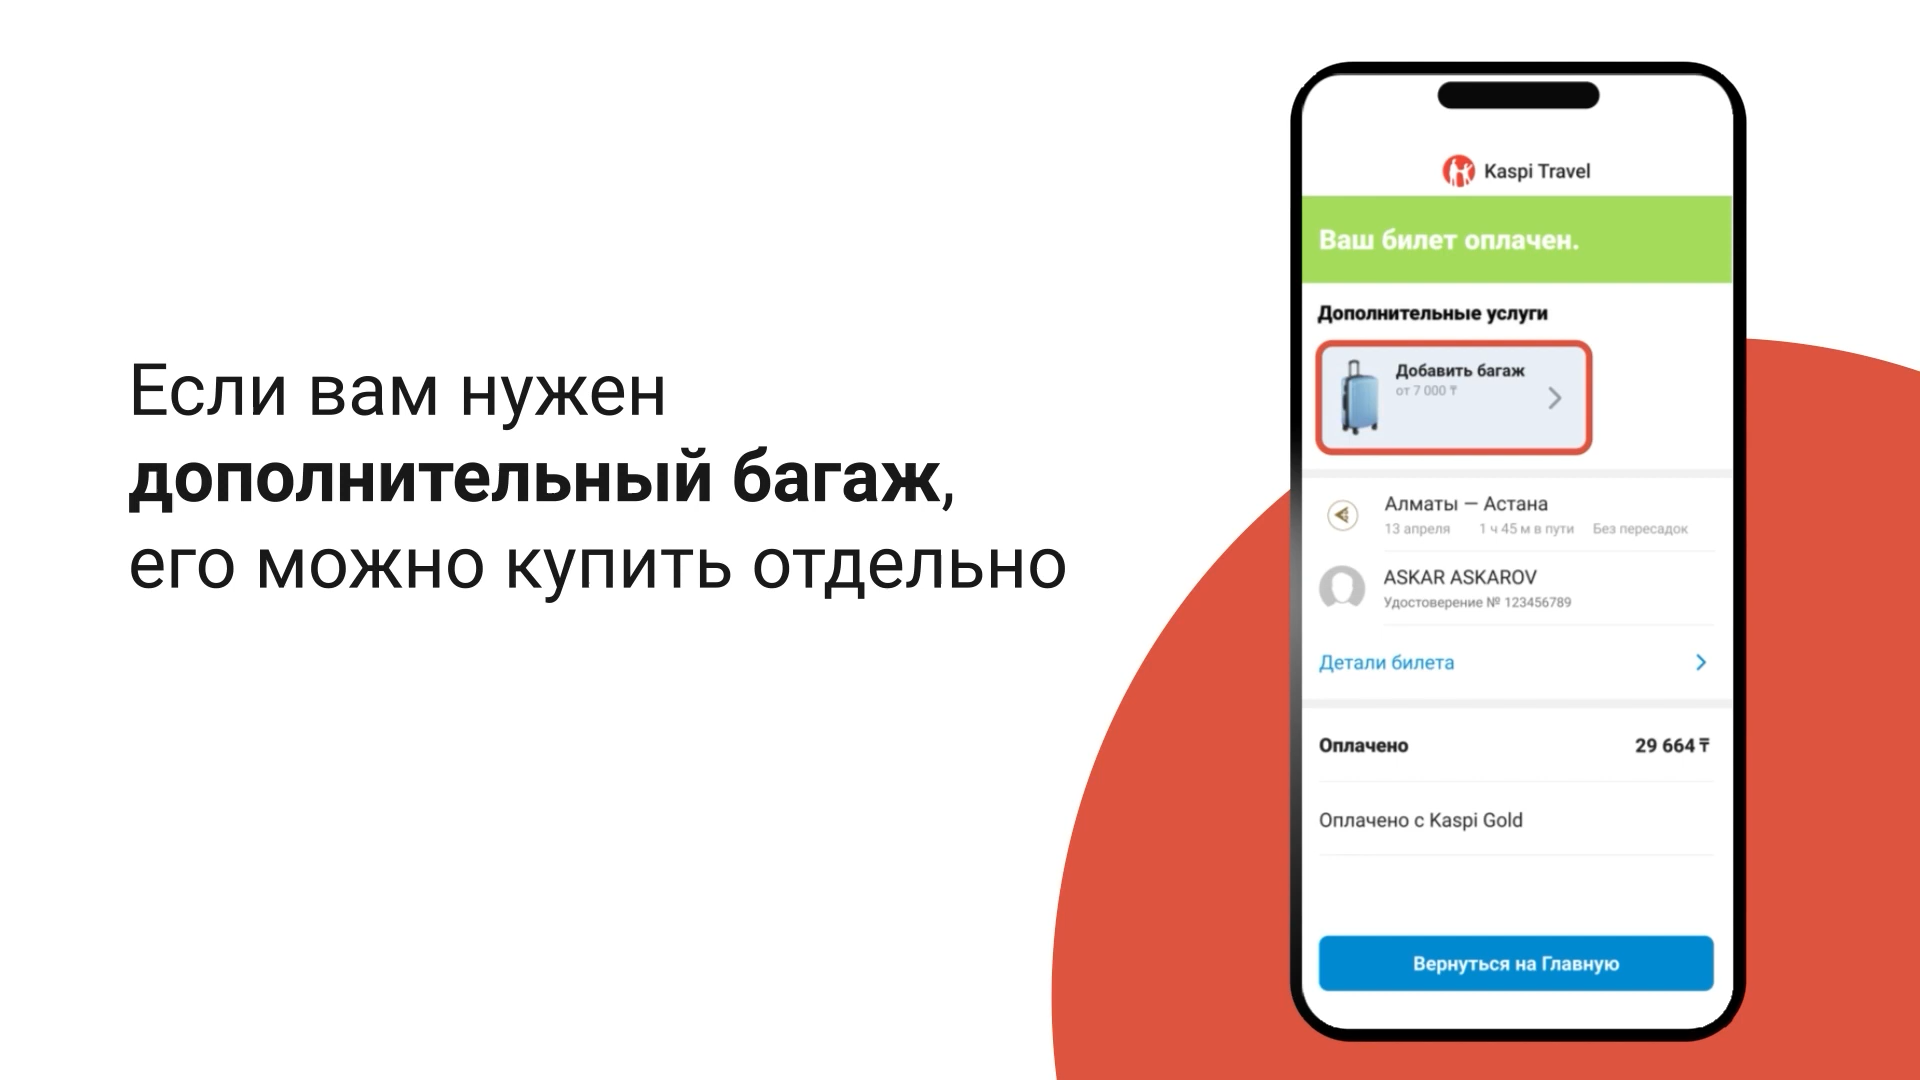 Если вам нужен
дополнительный багаж,
его можно купить отдельно
Kaspi Travel
Ваш билет оплачен.
Дополнительные услуги
Добавить багаж
от 7 000 ₸
Алматы — Астана
13 апреля 1 ч 45 м в пути Без пересадок
ASKAR ASKAROV
Удостоверение № 123456789
Детали билета
Оплачено 29 664 ₸
Оплачено с Kaspi Gold
Вернуться на Главную